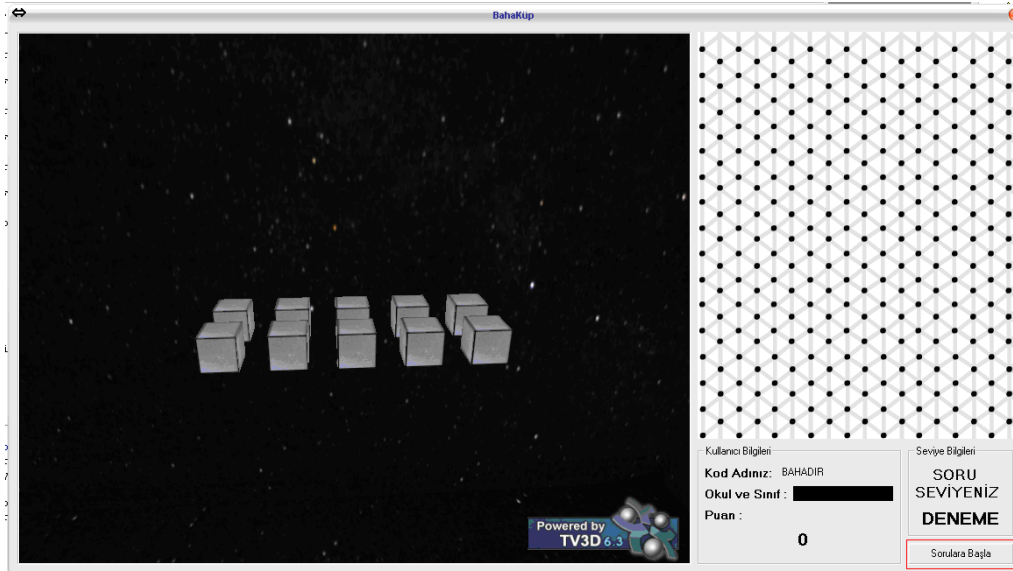 BahaKüp
Powered by
TV3D 6.3
Kullanıcı Bilgileri
Kod Adınız: BAHADIR
Okul ve Sınıf :
Puan :
0
Seviye Bilgileri
SORU
SEVİYENİZ
DENEME
Sorulara Başla